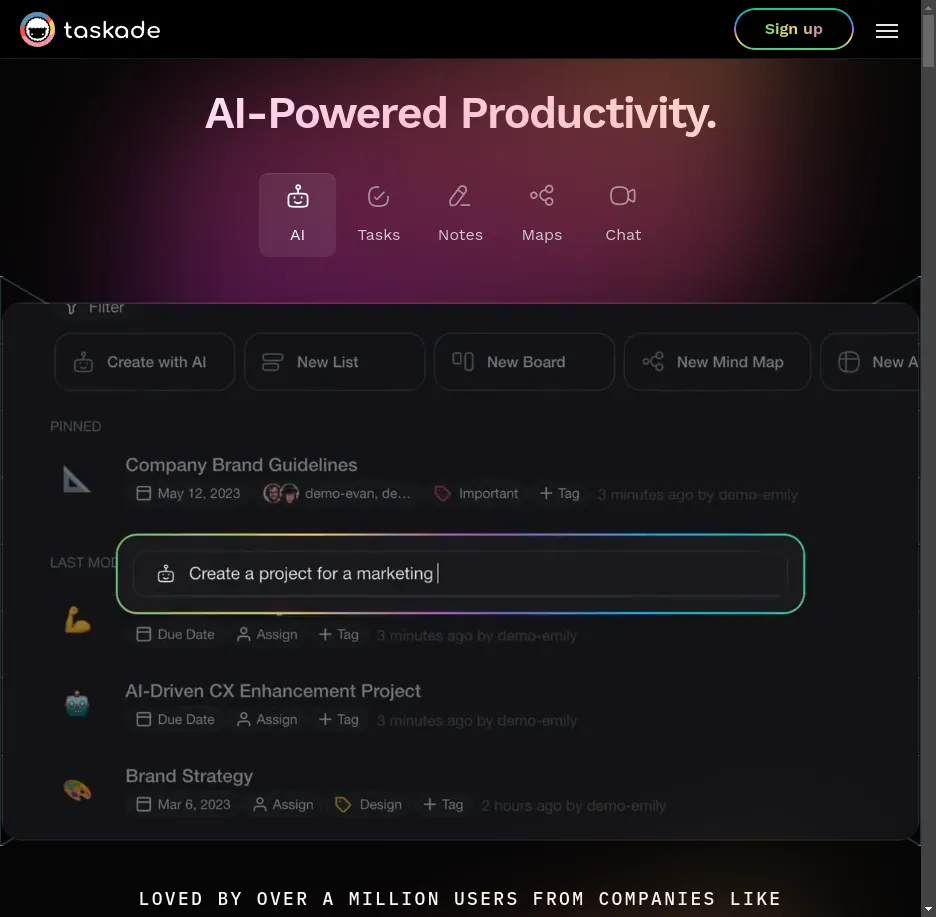 taskade
Sign up
AI-Powered Productivity.
AI
Tasks
Notes
Maps
Chat
Filter
Create with AI
New List
New Board
New Mind Map
New A
PINNED
Company Brand Guidelines
May 12, 2023 demo-evan, de... Important + Tag 3 minutes ago by demo-emily
LAST MOD
Create a project for a marketing
Due Date Assign + Tag 3 minutes ago by demo-emily
AI-Driven CX Enhancement Project
Due Date Assign + Tag 3 minutes ago by demo-emily
Brand Strategy
Mar 6, 2023 Assign Design + Tag 2 hours ago by demo-emily
LOVED BY OVER A MILLION USERS FROM COMPANIES LIKE